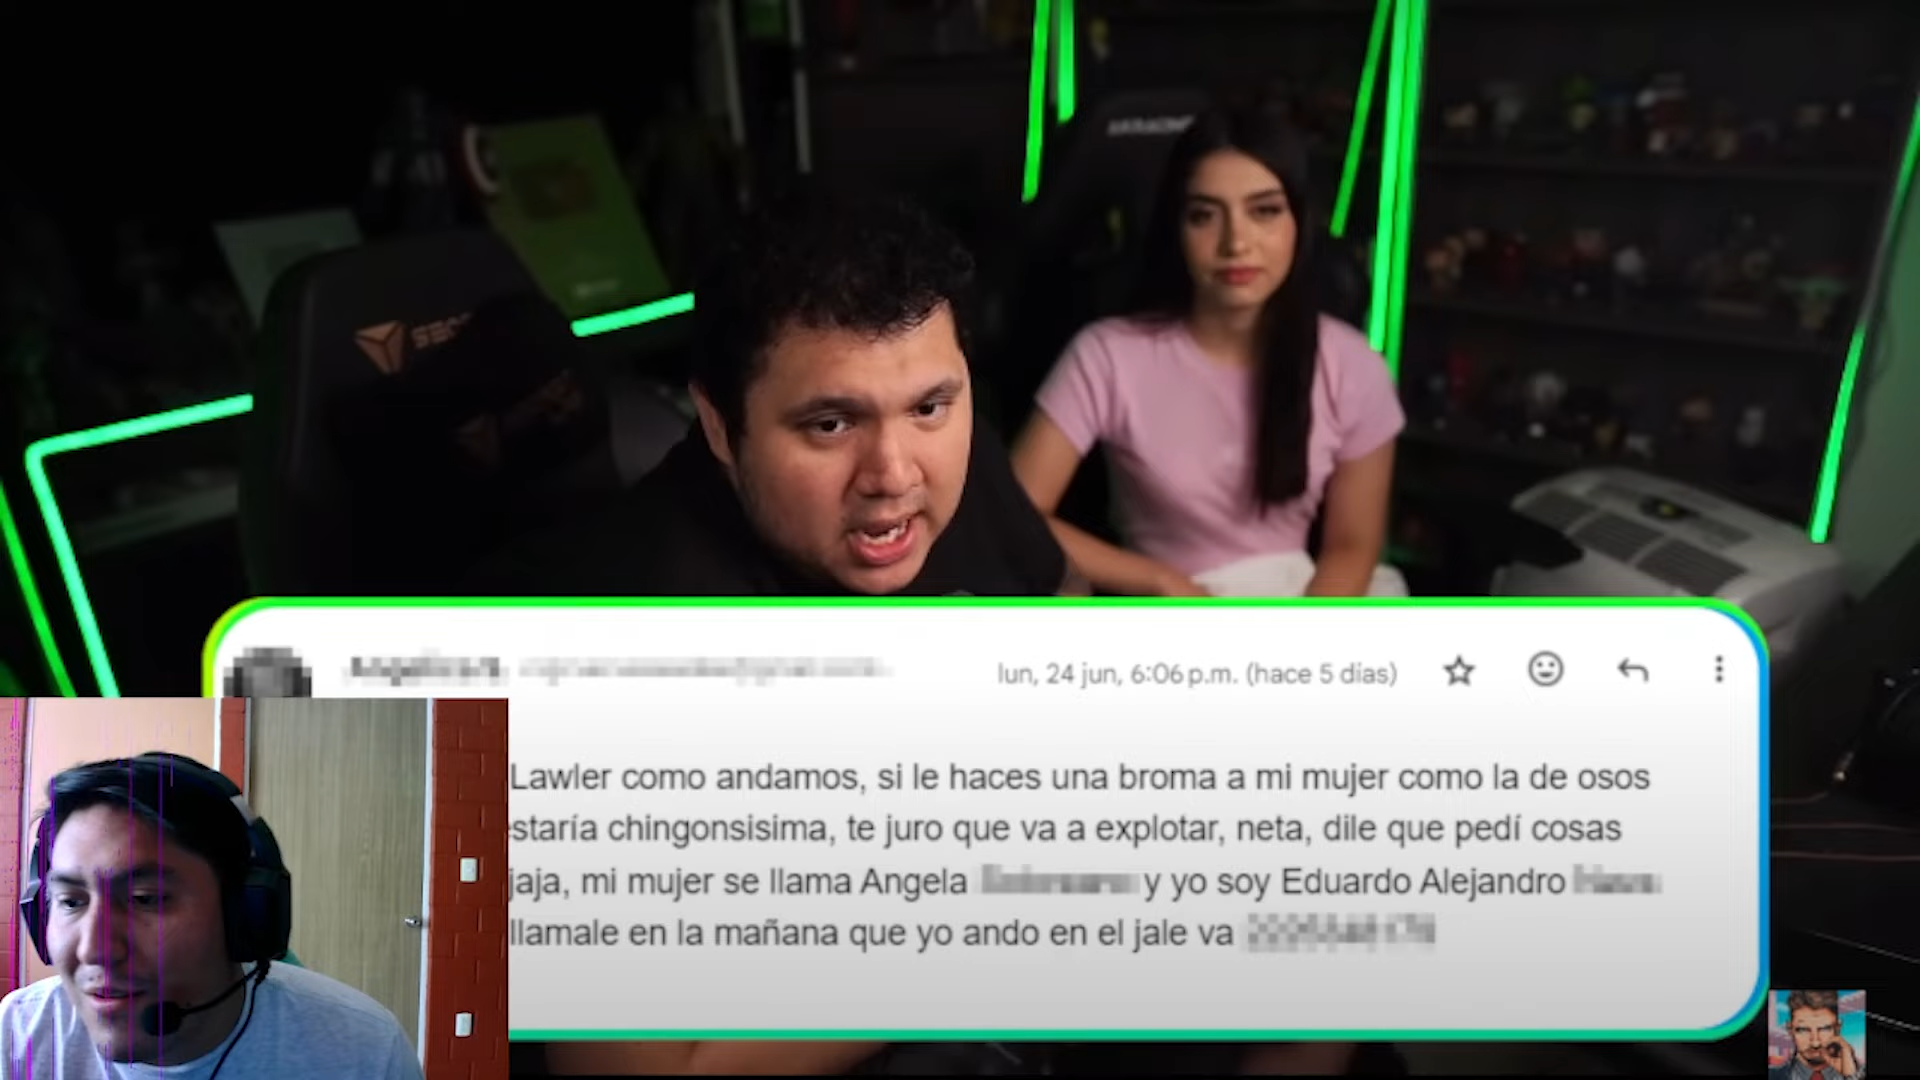 lun, 24 jun, 6:06 p.m. (hace 5 días)
Lawler como andamos, si le haces una broma a mi mujer como la de osos
staría chingonsisima, te juro que va a explotar, neta, dile que pedí cosas
jaja, mi mujer se llama Angela y yo soy Eduardo Alejandro
llamale en la mañana que yo ando en el jale va